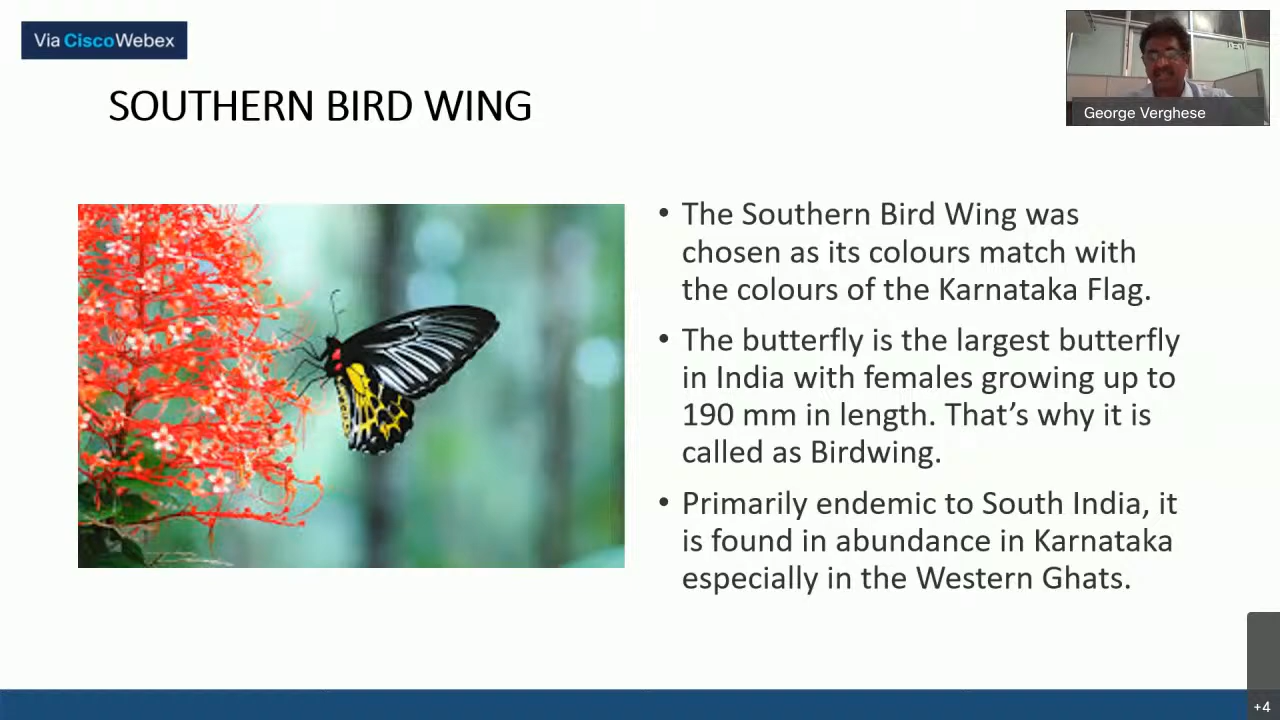 Via Cisco Webex
SOUTHERN BIRD WING
George Verghese
• The Southern Bird Wing was
chosen as its colours match with
the colours of the Karnataka Flag.
• The butterfly is the largest butterfly
in India with females growing up to
190 mm in length. That’s why it is
called as Birdwing.
• Primarily endemic to South India, it
is found in abundance in Karnataka
especially in the Western Ghats.
+4